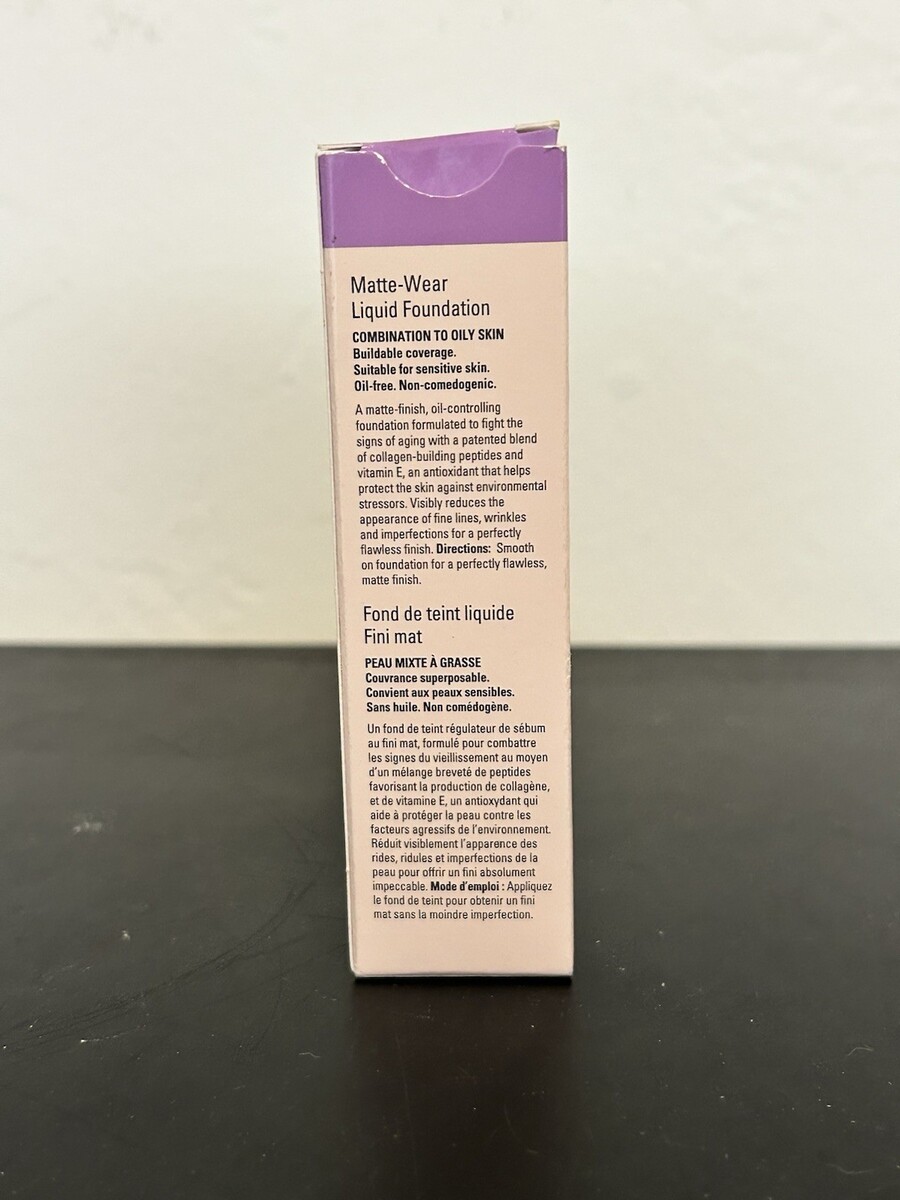 Matte-Wear
Liquid Foundation
COMBINATION TO OILY SKIN
Buildable coverage.
Suitable for sensitive skin.
Oil-free. Non-comedogenic.
A matte-finish, oil-controlling
foundation formulated to fight the
signs of aging with a patented blend
of collagen-building peptides and
vitamin E, an antioxidant that helps
protect the skin against environmental
stressors. Visibly reduces the
appearance of fine lines, wrinkles
and imperfections for a perfectly
flawless finish. Directions: Smooth
on foundation for a perfectly flawless,
matte finish.
Fond de teint liquide
Fini mat
PEAU MIXTE À GRASSE
Couvrance superposable.
Convient aux peaux sensibles.
Sans huile. Non comédogène.
Un fond de teint régulateur de sébum
au fini mat, formulé pour combattre
les signes du vieillissement au moyen
d'un mélange breveté de peptides
favorisant la production de collagène,
et de vitamine E, un antioxydant qui
aide à protéger la peau contre les
facteurs agressifs de l'environnement.
Réduit visiblement l'apparence des
rides, ridules et imperfections de la
peau pour offrir un fini absolument
impeccable. Mode d'emploi : Appliquez
le fond de teint pour obtenir un fini
mat sans la moindre imperfection.